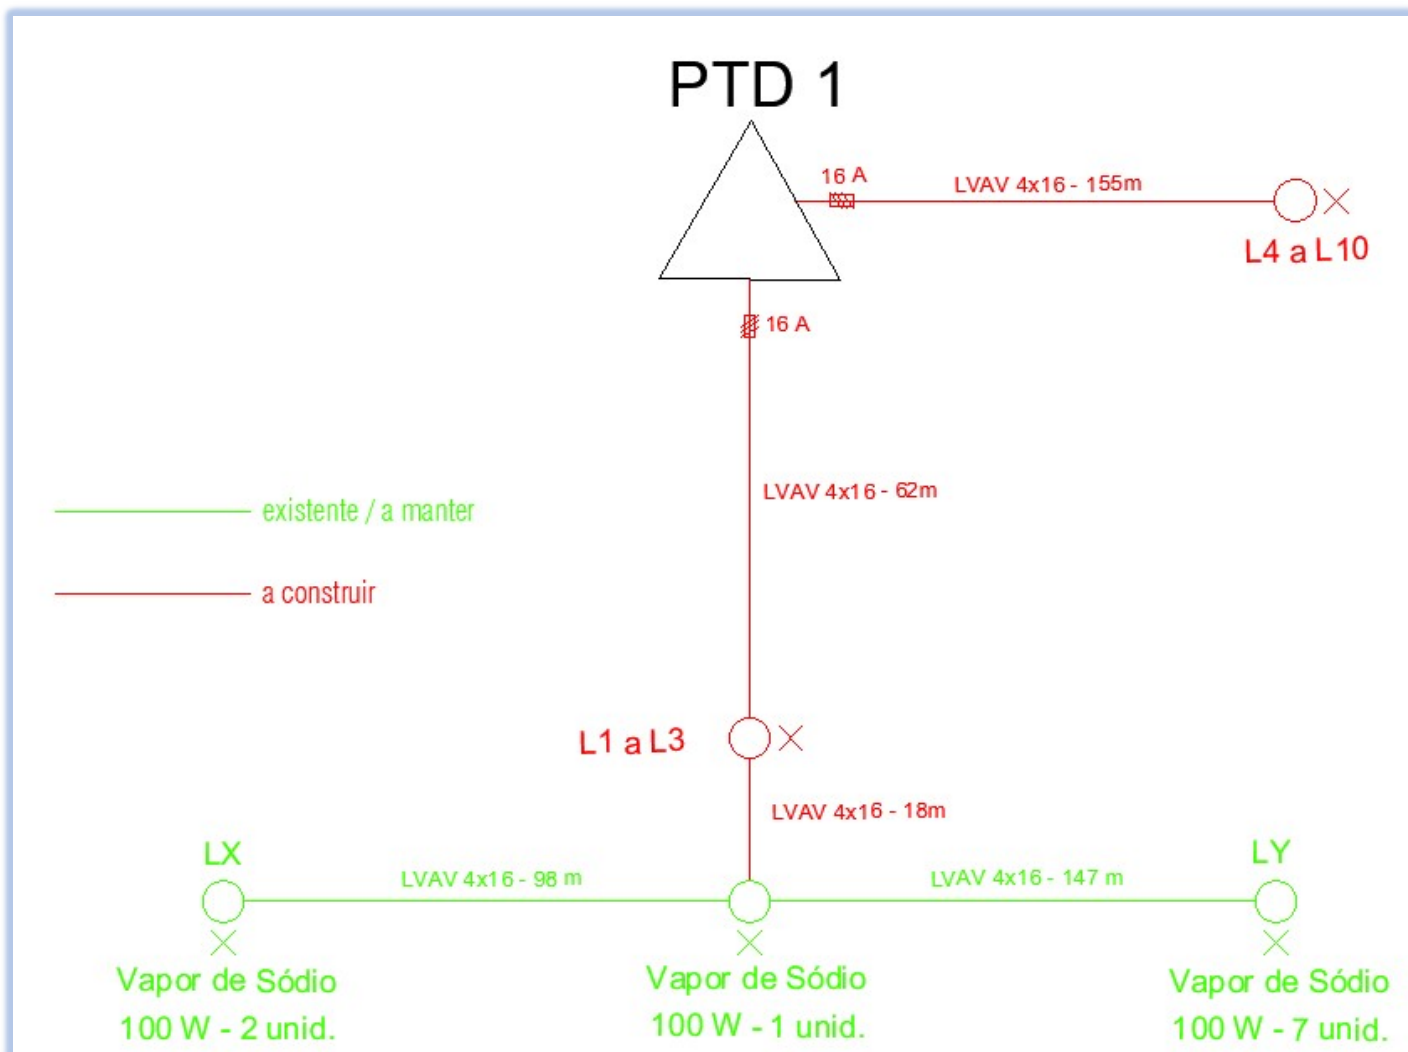 PTD 1
16 A
LVAV 4x16 - 155m
L4 a L10
16 A
LVAV 4x16 - 62m
existente / a manter
a construir
L1 a L3
LVAV 4x16 - 18m
LX
LVAV 4x16 - 98 m
LVAV 4x16 - 147 m
LY
Vapor de Sódio
100 W - 2 unid.
Vapor de Sódio
100 W - 1 unid.
Vapor de Sódio
100 W - 7 unid.